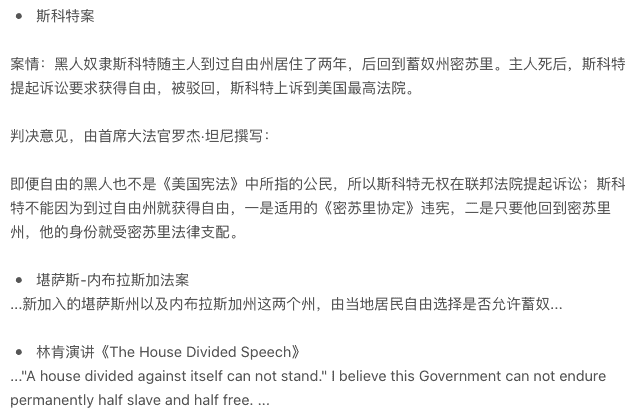 • 斯科特案
案情：黑人奴隶斯科特随主人到过自由州居住了两年，后回到蓄奴州密苏里。主人死后，斯科特
提起诉讼要求获得自由，被驳回，斯科特上诉到美国最高法院。
判决意见，由首席大法官罗杰·坦尼撰写：
即便自由的黑人也不是《美国宪法》中所指的公民，所以斯科特无权在联邦法院提起诉讼；斯科
特不能因为到过自由州就获得自由，一是适用的《密苏里协定》违宪，二是只要他回到密苏里
州，他的身份就受密苏里法律支配。
• 堪萨斯-内布拉斯加法案
...新加入的堪萨斯州以及内布拉斯加州这两个州，由当地居民自由选择是否允许蓄奴...
• 林肯演讲《The House Divided Speech》
..."A house divided against itself can not stand." I believe this Government can not endure
permanently half slave and half free. ...